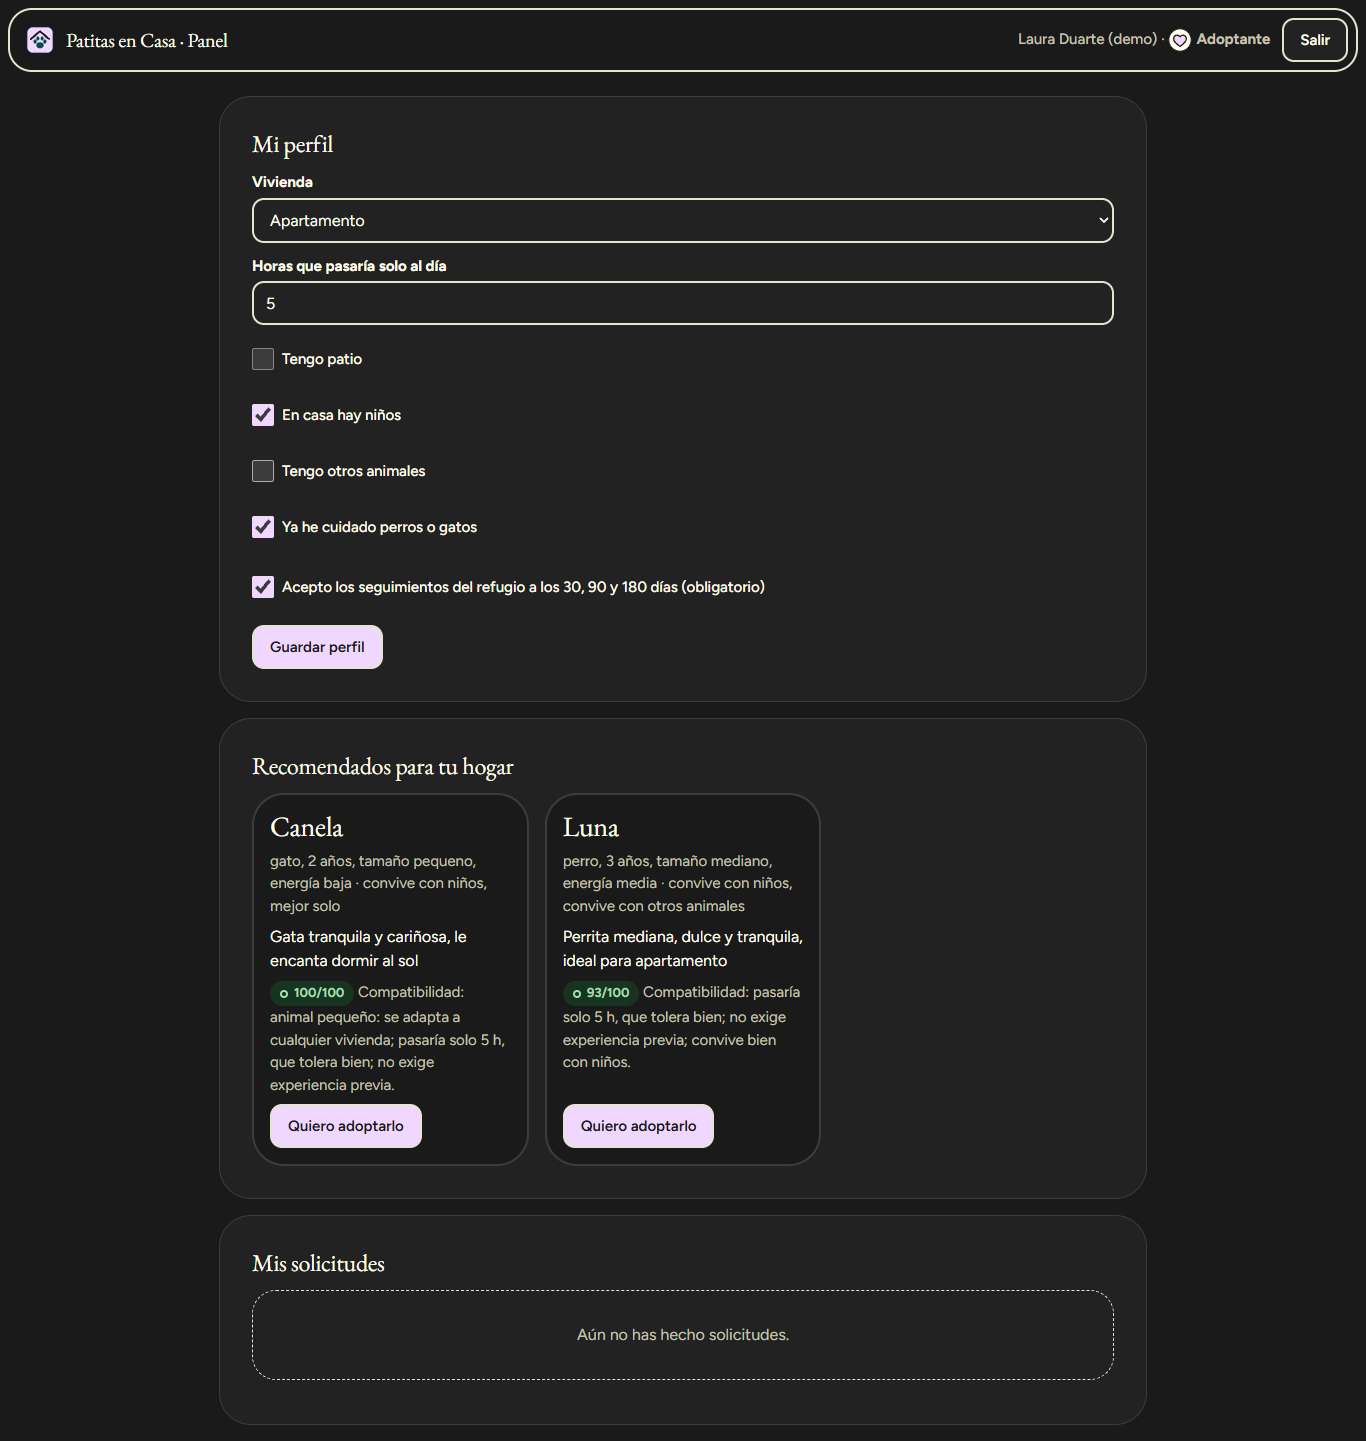 Patitas en Casa · Panel
Laura Duarte (demo) · Adoptante
Salir
Mi perfil
Vivienda
Apartamento
Horas que pasaría solo al día
5
Tengo patio
En casa hay niños
Tengo otros animales
Ya he cuidado perros o gatos
Acepto los seguimientos del refugio a los 30, 90 y 180 días (obligatorio)
Guardar perfil
Recomendados para tu hogar
Canela
gato, 2 años, tamaño pequeno,
energía baja · convive con niños,
mejor solo
Gata tranquila y cariñosa, le
encanta dormir al sol
100/100 Compatibilidad:
animal pequeño: se adapta a
cualquier vivienda; pasaría solo 5 h,
que tolera bien; no exige
experiencia previa.
Quiero adoptarlo
Luna
perro, 3 años, tamaño mediano,
energía media · convive con niños,
convive con otros animales
Perrita mediana, dulce y tranquila,
ideal para apartamento
93/100 Compatibilidad: pasaría
solo 5 h, que tolera bien; no exige
experiencia previa; convive bien
con niños.
Quiero adoptarlo
Mis solicitudes
Aún no has hecho solicitudes.